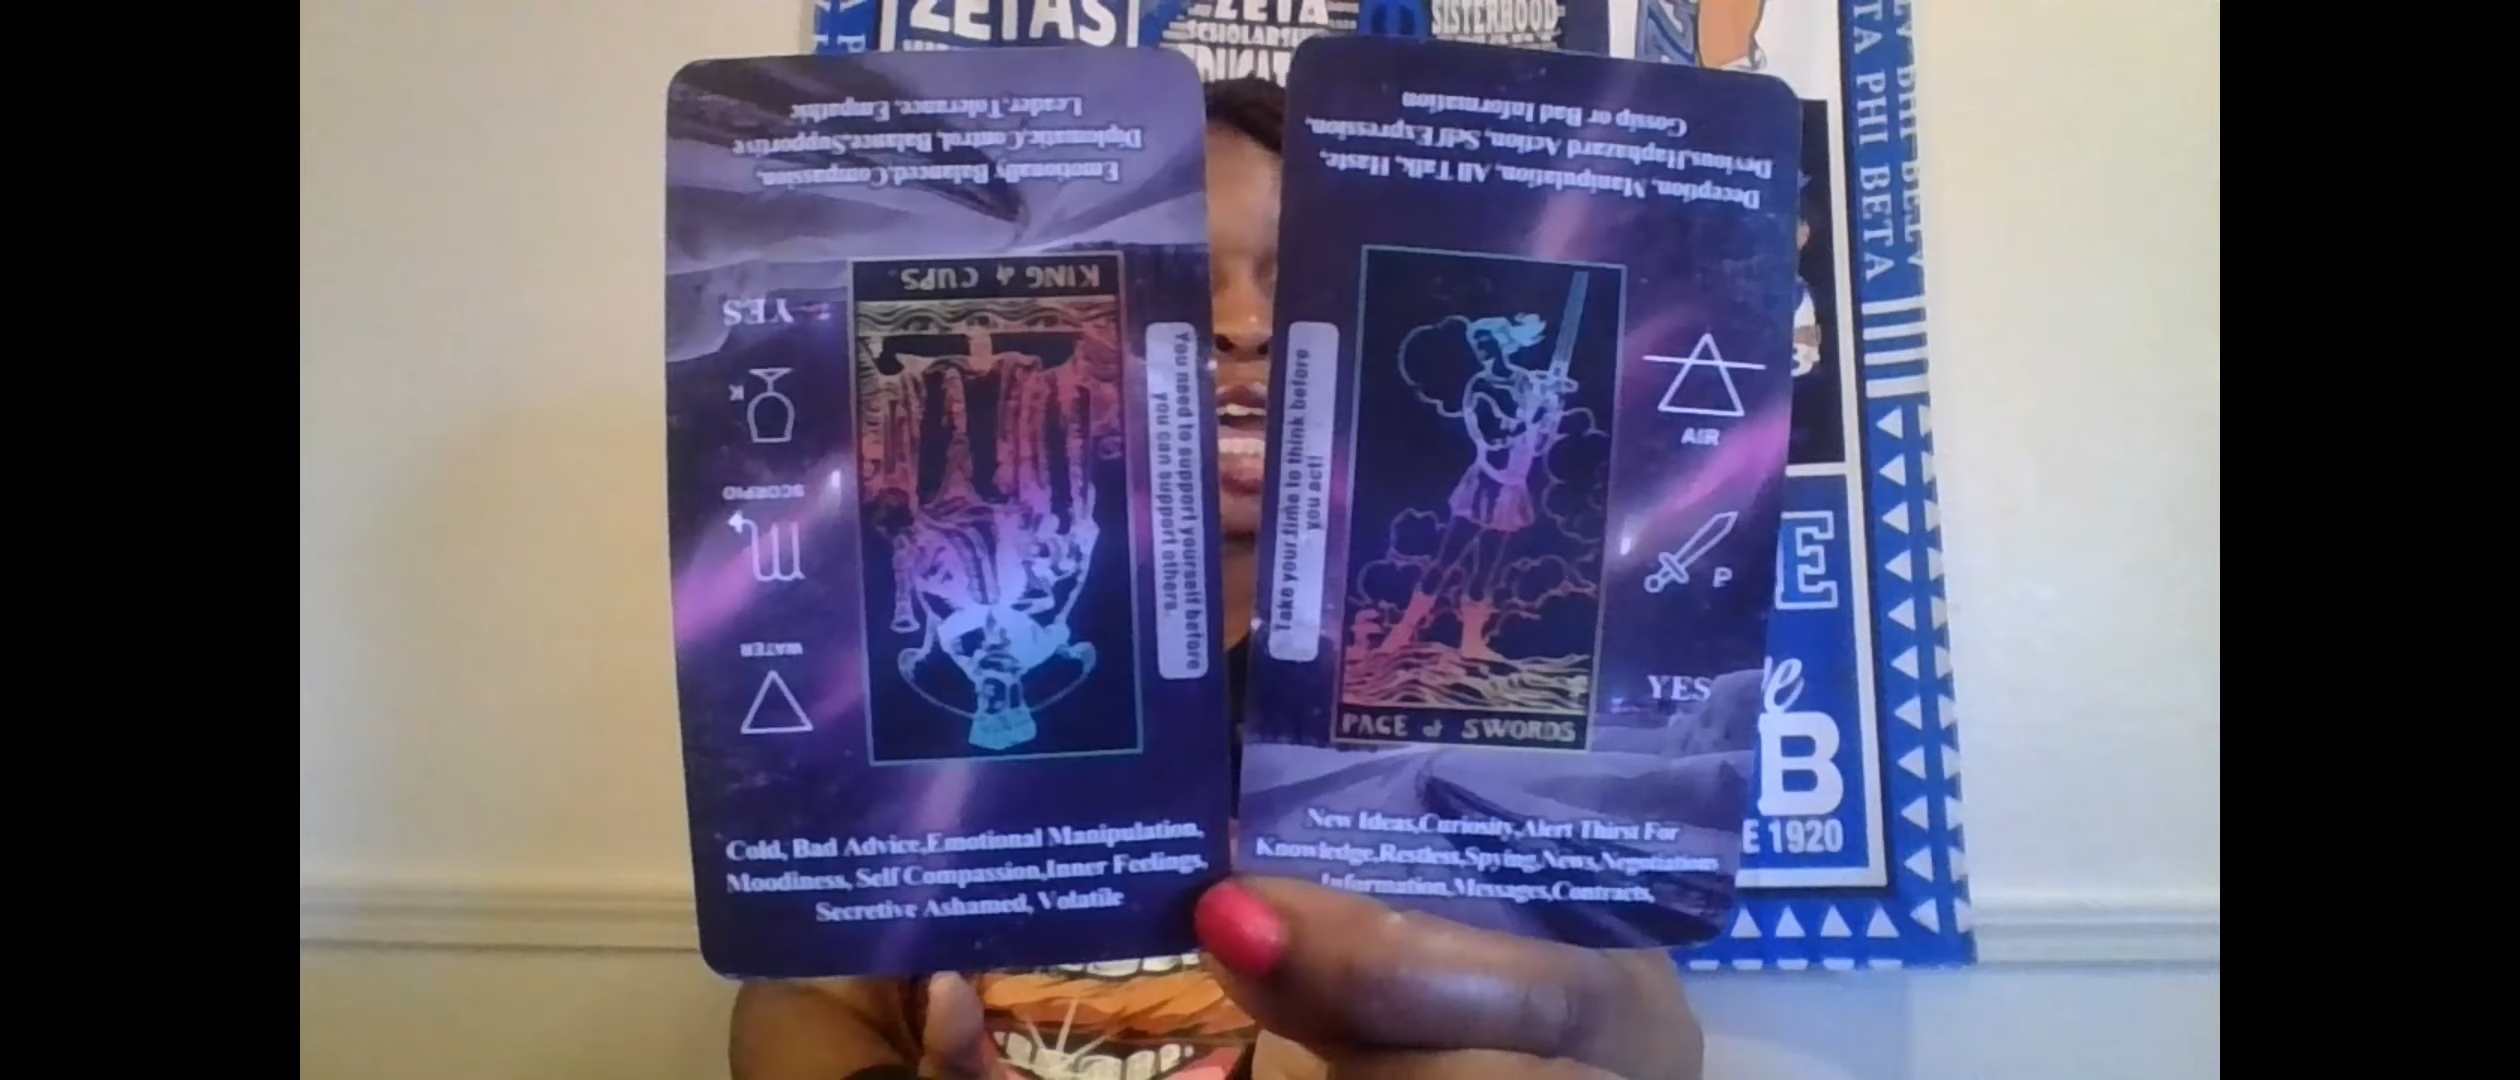 ZETAS
ZETA
SCHOLARSHI
EDUCAT
SISTERHOOD
TA PHI BETA
Leader,Tolerance, Empathic
Diplomatic,Control, Balance,Supportive
Emotionally Balanced,Compassion,
KING of CUPS.
YES
K
SCORPIO
WATER
You need to support yourself before
you can support others.
Cold, Bad Advice,Emotional Manipulation,
Moodiness, Self Compassion,Inner Feelings,
Secretive Ashamed, Volatile
Deception, Manipulation, All Talk, Haste,
Devious,Haphazard Action, Self Expression,
Gossip or Bad Information
Take your time to think before
you act!
AIR
P
YES
PAGE of SWORDS
New Ideas,Curiosity,Alert Thirst For
Knowledge,Restless,Spying,News,Negotiations
Information,Messages,Contracts,
E
B
E 1920